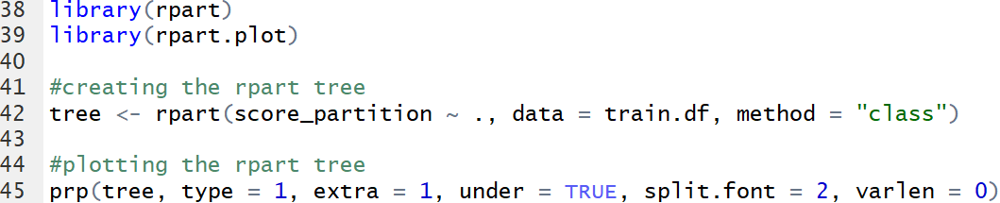 38 library(rpart)
39 library(rpart.plot)
40
41 #creating the rpart tree
42 tree <- rpart(score_partition ~ ., data = train.df, method = "class")
43
44 #plotting the rpart tree
45 prp(tree, type = 1, extra = 1, under = TRUE, split.font = 2, varlen = 0)